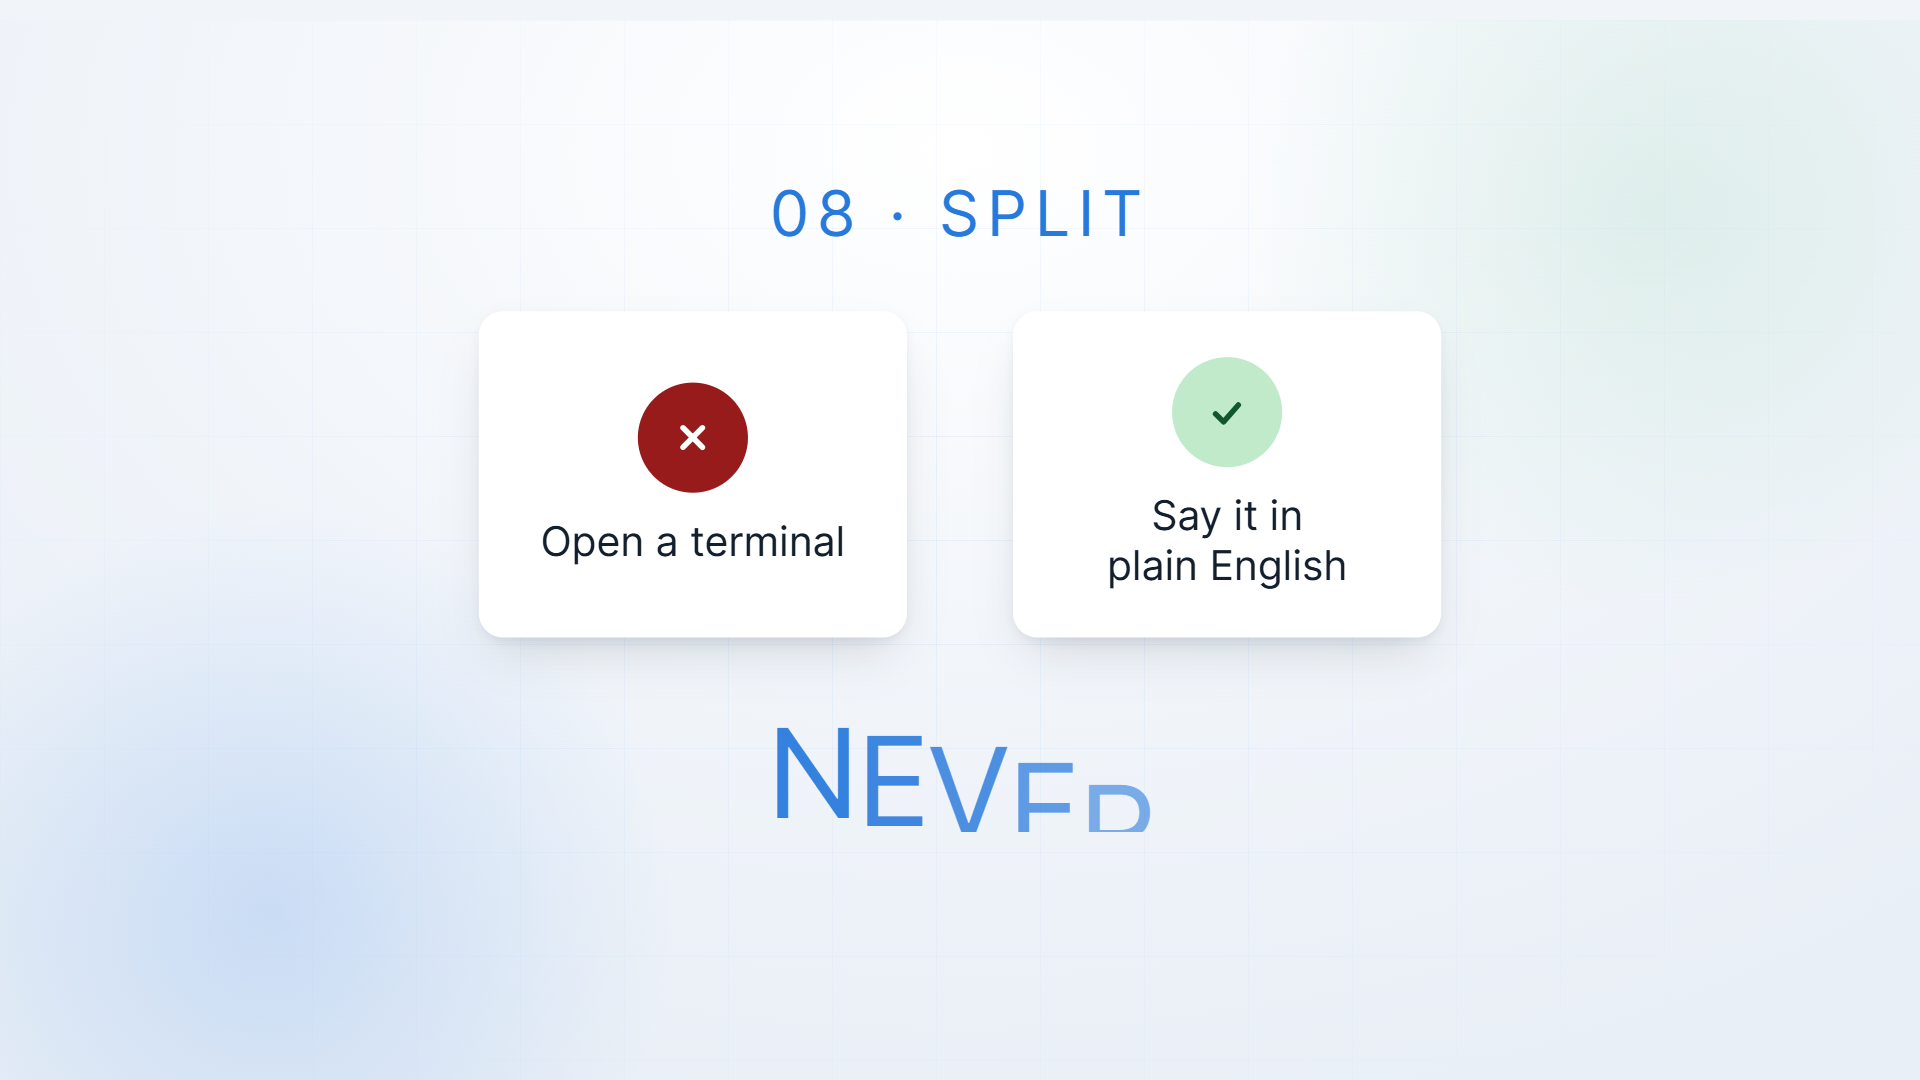 08 · SPLIT
Open a terminal
Say it in
plain English
NEVER